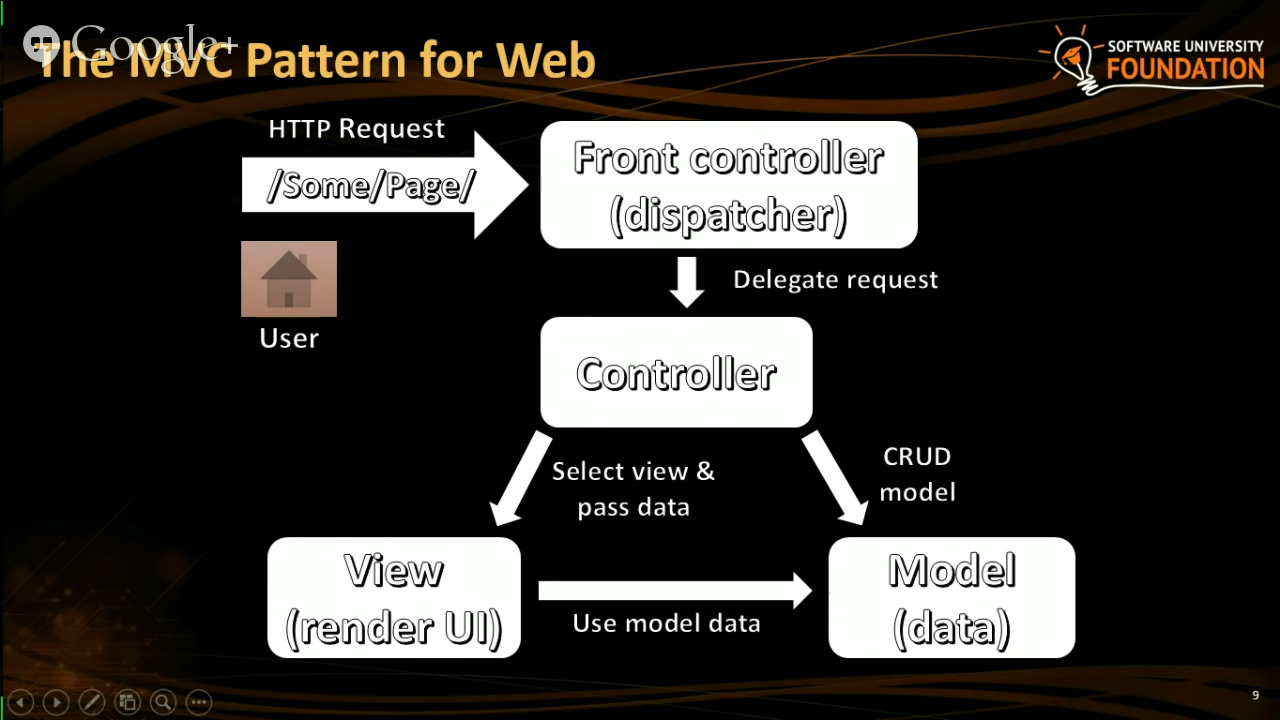 Google+
The MVC Pattern for Web
SOFTWARE UNIVERSITY
FOUNDATION
HTTP Request
/Some/Page/
Front controller
(dispatcher)
User
Delegate request
Controller
Select view &
pass data
CRUD
model
View
(render UI)
Use model data
Model
(data)
9